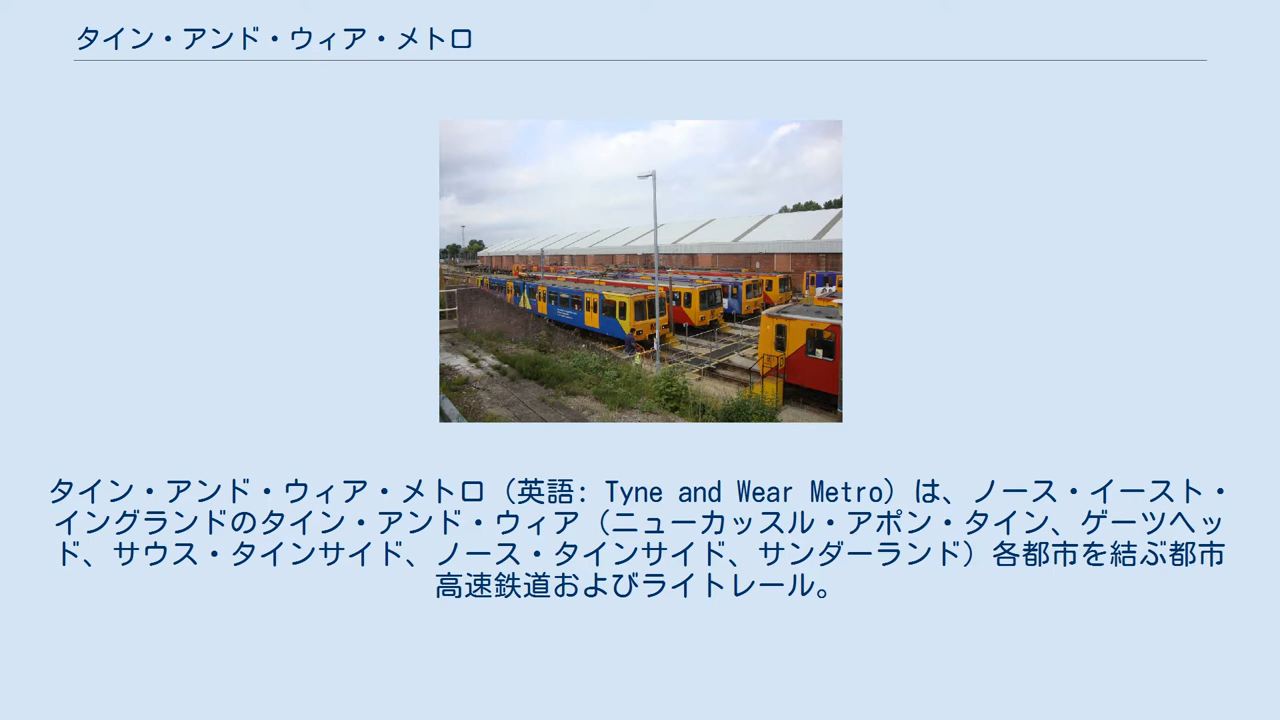 タイン・アンド・ウィア・メトロ
タイン・アンド・ウィア・メトロ（英語: Tyne and Wear Metro）は、ノース・イースト・
イングランドのタイン・アンド・ウィア（ニューカッスル・アポン・タイン、ゲーツヘッ
ド、サウス・タインサイド、ノース・タインサイド、サンダーランド）各都市を結ぶ都市
高速鉄道およびライトレール。